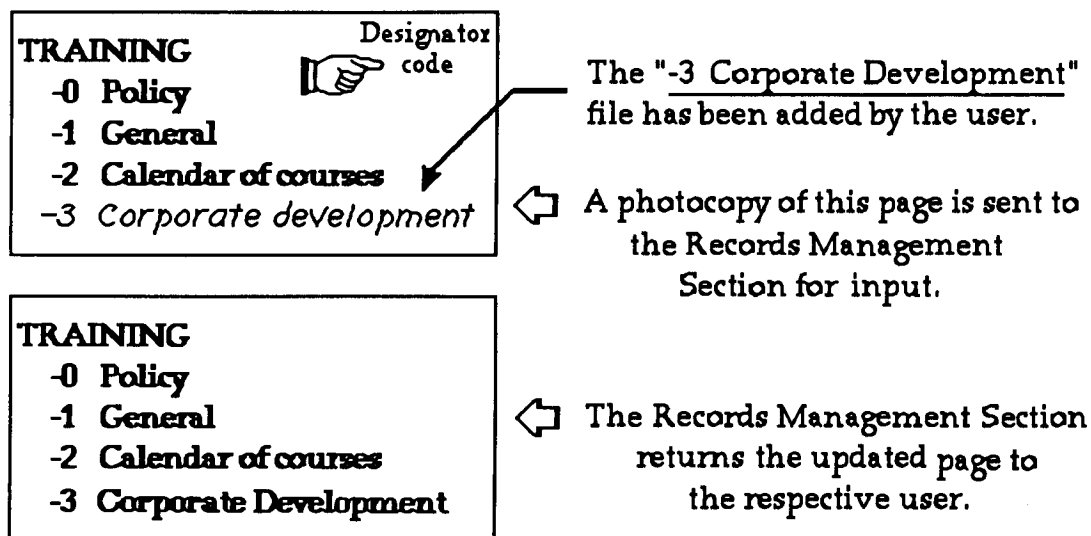 TRAINING
Designator
code
-0 Policy
-1 General
-2 Calendar of courses
-3 Corporate development
The "-3 Corporate Development"
file has been added by the user.
A photocopy of this page is sent to
the Records Management
Section for input.
TRAINING
-0 Policy
-1 General
-2 Calendar of courses
-3 Corporate Development
The Records Management Section
returns the updated page to
the respective user.